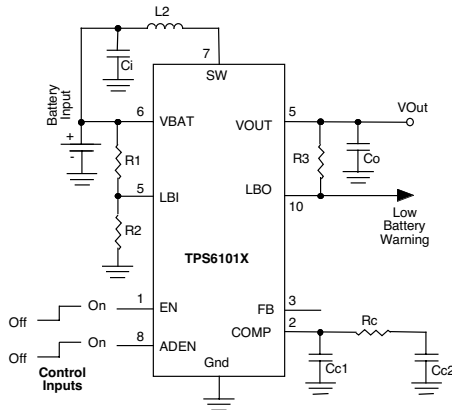 L2
7
Ci
SW
Battery
Input
6
VBAT
5
VOut
VOUT
+
-
R1
R3
Co
5
LBI
LBO
10
R2
Low
Battery
Warning
TPS6101X
Off
On
1
EN
3
FB
2
COMP
Rc
Off
On
8
ADEN
Control
Inputs
Gnd
Cc1
Cc2